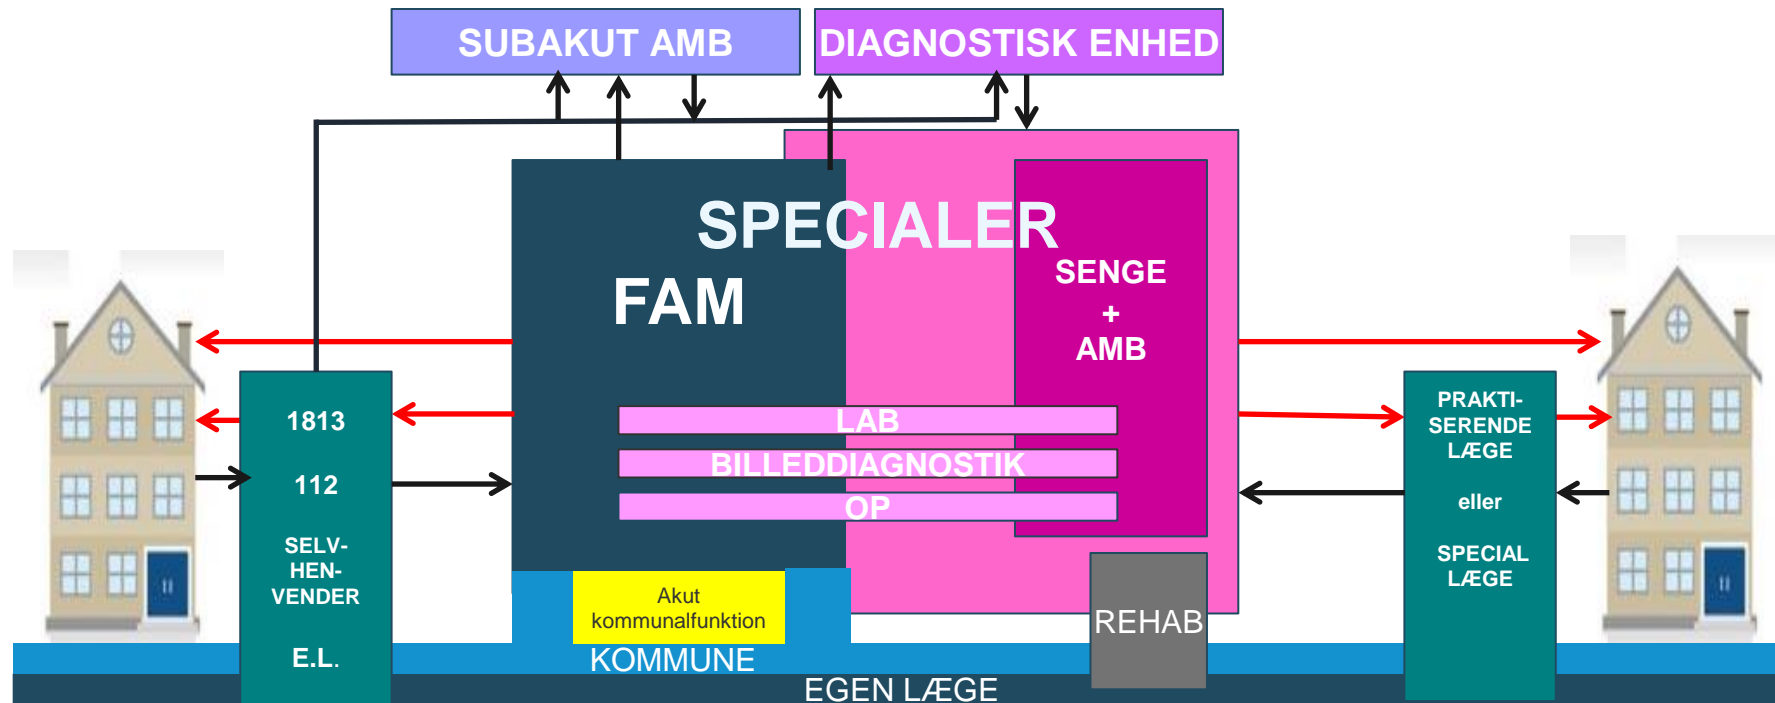 SUBAKUT AMB
DIAGNOSTISK ENHED
SPECIALER
FAM
SENGE
+
AMB
LAB
BILLEDDIAGNOSTIK
OP
1813
112
SELV-
HEN-
VENDER
E.L.
PRAKTI-
SERENDE
LÆGE
eller
SPECIAL
LÆGE
Akut
kommunalfunktion
REHAB
KOMMUNE
EGEN LÆGE